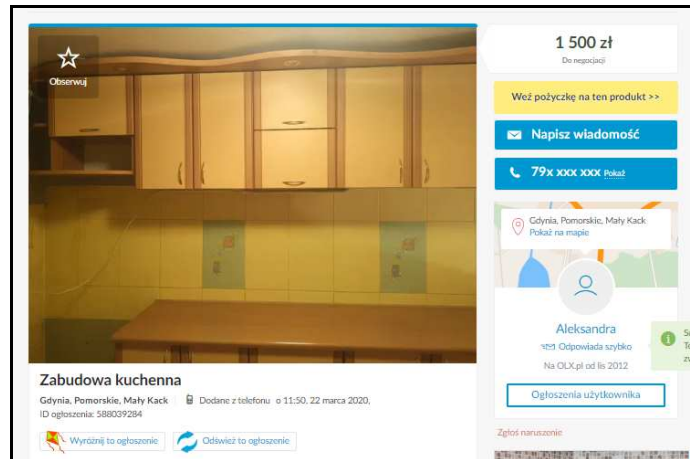 Obserwuj
Zabudowa kuchenna
Gdynia, Pomorskie, Mały Kack
Dodane z telefonu o 11:50, 22 marca 2020,
ID ogłoszenia: 588039284
Wyróżnij to ogłoszenie
Odśwież to ogłoszenie
1 500 zł
Do negocjacji
Weź pożyczkę na ten produkt >>
Napisz wiadomość
79x xxx xxx Pokaż
Gdynia, Pomorskie, Mały Kack
Pokaż na mapie
Aleksandra
Odpowiada szybko
Na OLX.pl od lis 2012
Ogłoszenia użytkownika
Zgłoś naruszenie